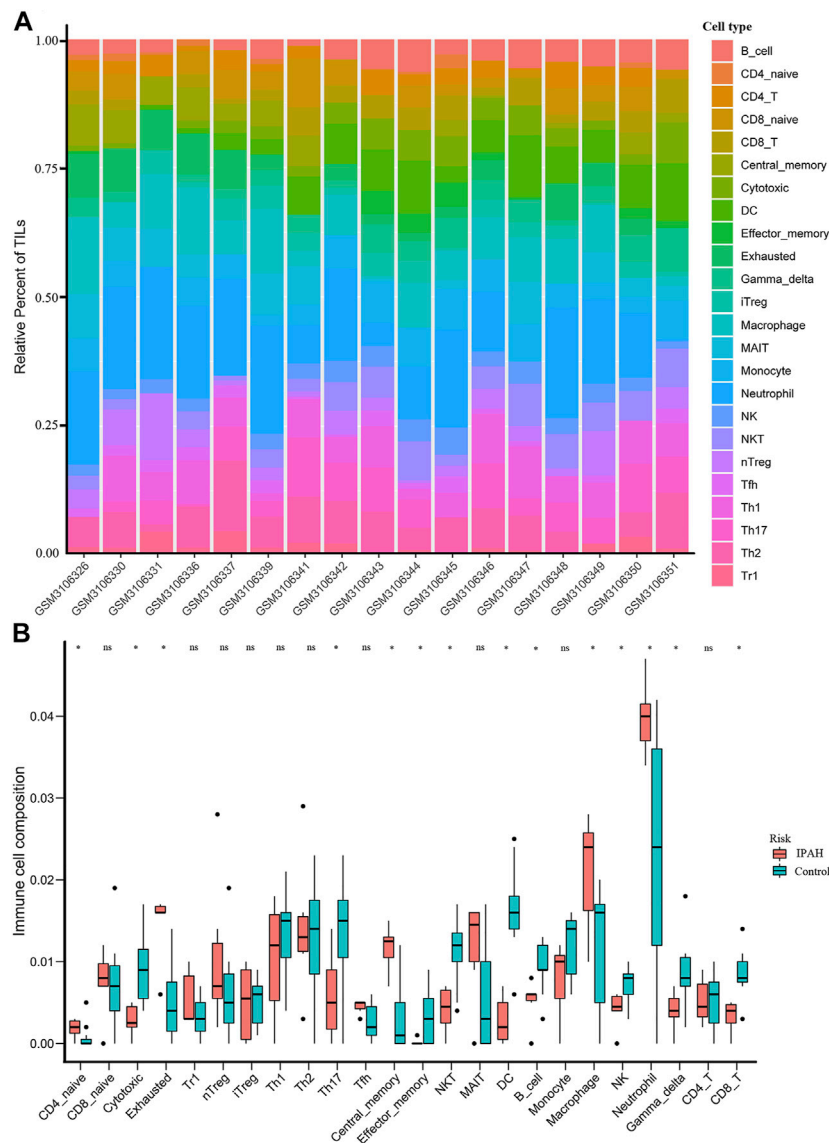 A
Cell type
1.00
0.75
0.50
0.25
0.00
Relative Percent of TILs
B_cell
CD4_naive
CD4_T
CD8_naive
CD8_T
Central_memory
Cytotoxic
DC
Effector_memory
Exhausted
Gamma_delta
iTreg
Macrophage
MAIT
Monocyte
Neutrophil
NK
NKT
nTreg
Tfh
Th1
Th17
Th2
Tr1
GSM3106326
GSM3106330
GSM3106331
GSM3106336
GSM3106337
GSM3106339
GSM3106341
GSM3106342
GSM3106343
GSM3106344
GSM3106345
GSM3106346
GSM3106347
GSM3106348
GSM3106349
GSM3106350
GSM3106351
B
* ns * * ns ns ns ns ns * ns * * * ns * * ns * * * * ns *
0.04
0.03
0.02
0.01
0.00
Immune cell composition
Risk
IPAH
Control
CD4_naive
CD8_naive
Cytotoxic
Exhausted
Tr1
nTreg
iTreg
Th1
Th2
Th17
Tfh
Central_memory
Effector_memory
NKT
MAIT
DC
B_cell
Monocyte
Macrophage
NK
Neutrophil
Gamma_delta
CD4_T
CD8_T